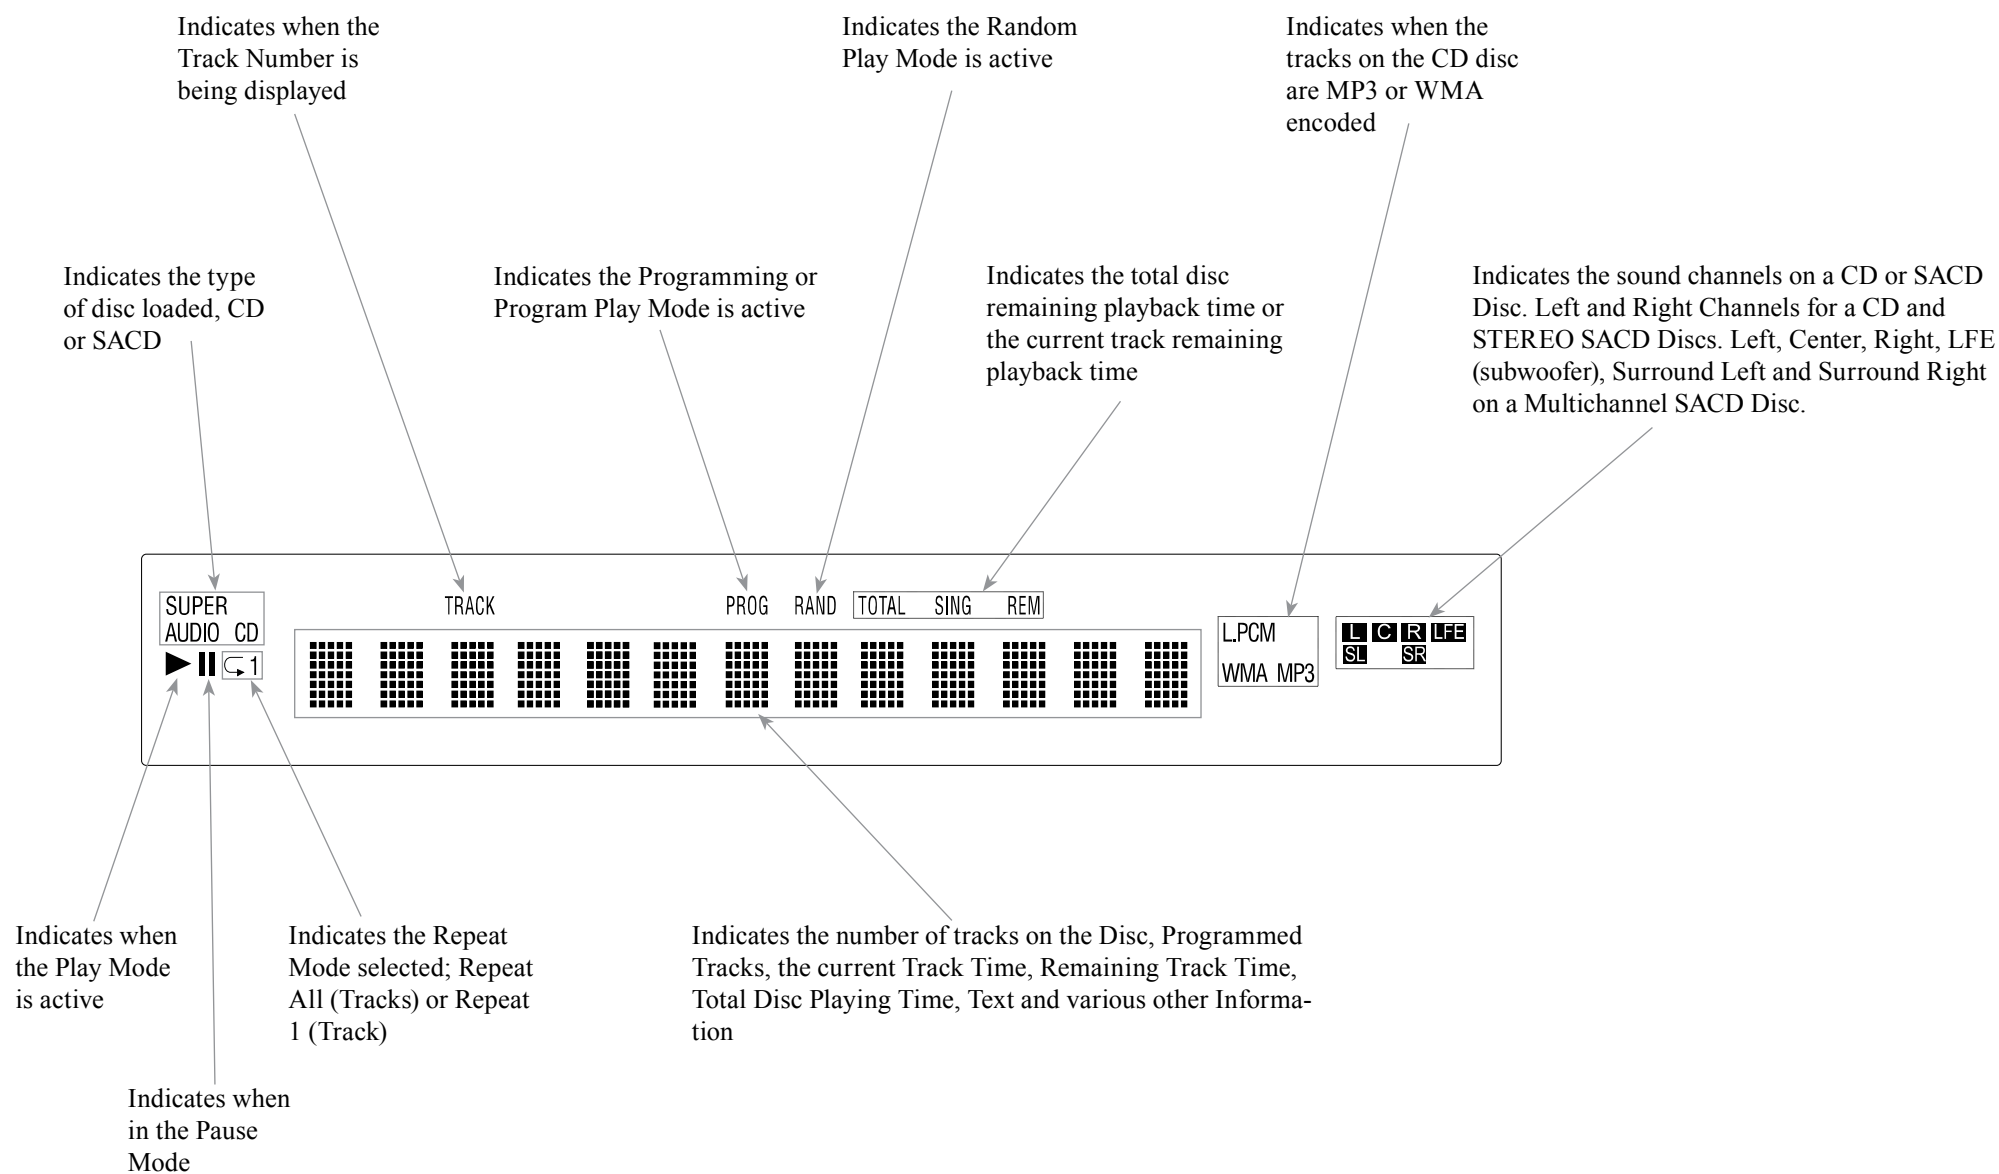 Indicates when the
Track Number is
being displayed
Indicates the Random
Play Mode is active
Indicates when the
tracks on the CD disc
are MP3 or WMA
encoded
Indicates the type
of disc loaded, CD
or SACD
Indicates the Programming or
Program Play Mode is active
Indicates the total disc
remaining playback time or
the current track remaining
playback time
Indicates the sound channels on a CD or SACD
Disc. Left and Right Channels for a CD and
STEREO SACD Discs. Left, Center, Right, LFE
(subwoofer), Surround Left and Surround Right
on a Multichannel SACD Disc.
SUPER
AUDIO CD
1
TRACK
PROG
RAND
TOTAL SING REM
L.PCM
WMA MP3
L C R LFE
SL SR
Indicates when
the Play Mode
is active
Indicates the Repeat
Mode selected; Repeat
All (Tracks) or Repeat
1 (Track)
Indicates the number of tracks on the Disc, Programmed
Tracks, the current Track Time, Remaining Track Time,
Total Disc Playing Time, Text and various other Informa-
tion
Indicates when
in the Pause
Mode